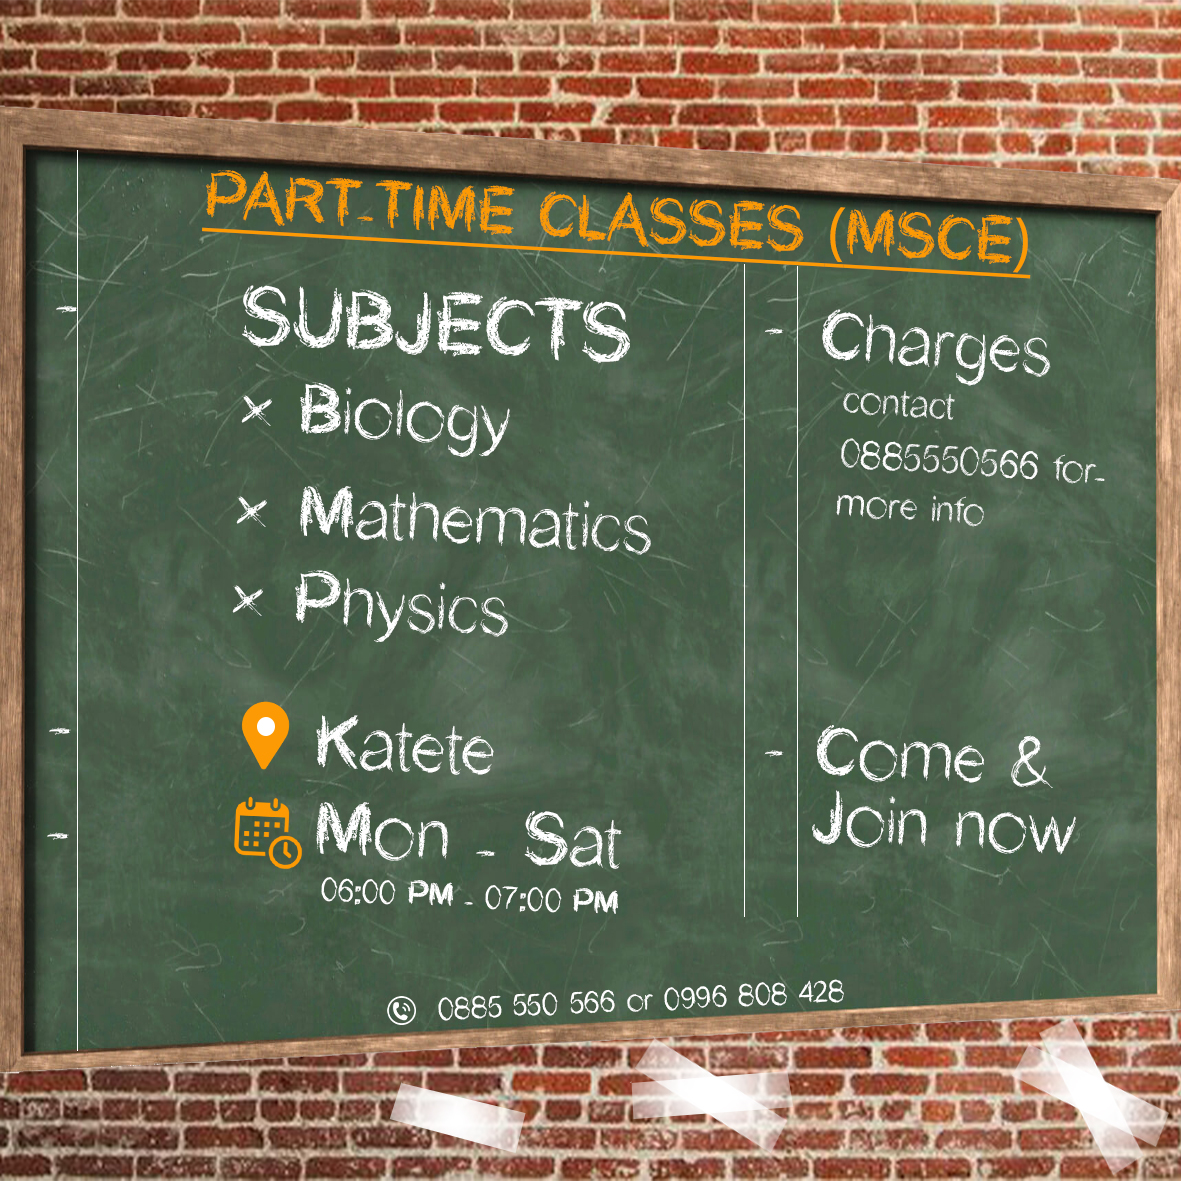 PART-TIME CLASSES (MSCE)
SUBJECTS
× Biology
× Mathematics
× Physics
Katete
Mon - Sat
06:00 PM - 07:00 PM
- Charges
contact
0885550566 for-
more info
- Come &
Join now
0885 550 566 or 0996 808 428